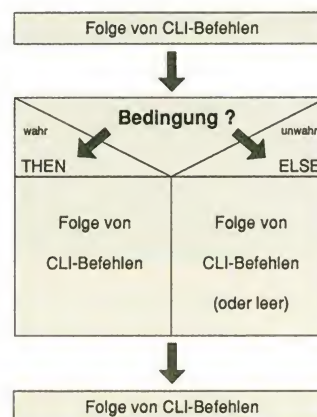 Folge von CLI-Befehlen
Bedingung ?
wahr
unwahr
THEN
ELSE
Folge von
CLI-Befehlen
Folge von
CLI-Befehlen
(oder leer)
Folge von CLI-Befehlen